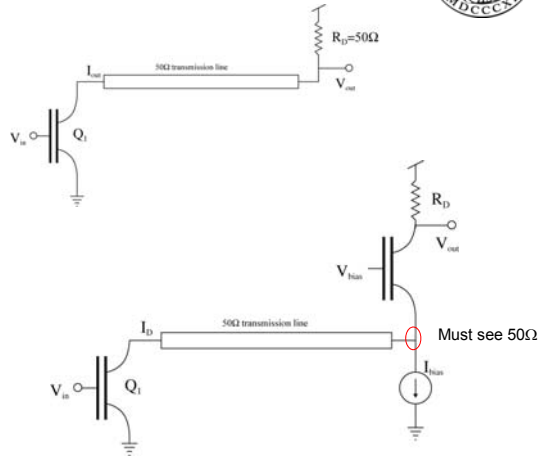 MDCCCX
R_D=50Ω
50Ω transmission line
I_out
V_out
V_in
Q_1
R_D
V_out
V_bias
50Ω transmission line
I_D
Must see 50Ω
I_bias
V_in
Q_1